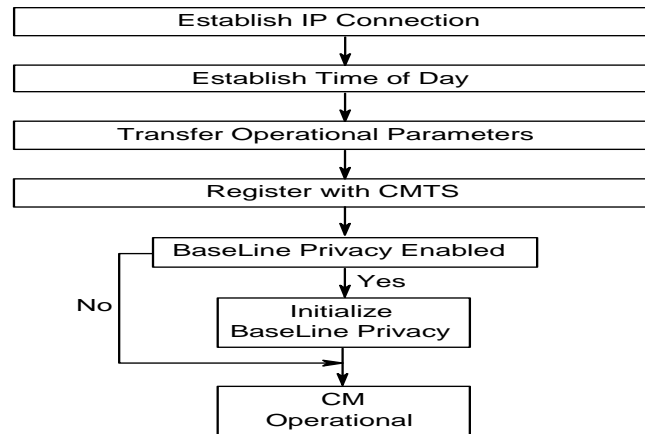 Establish IP Connection
Establish Time of Day
Transfer Operational Parameters
Register with CMTS
BaseLine Privacy Enabled
Yes
No
Initialize
BaseLine Privacy
CM
Operational